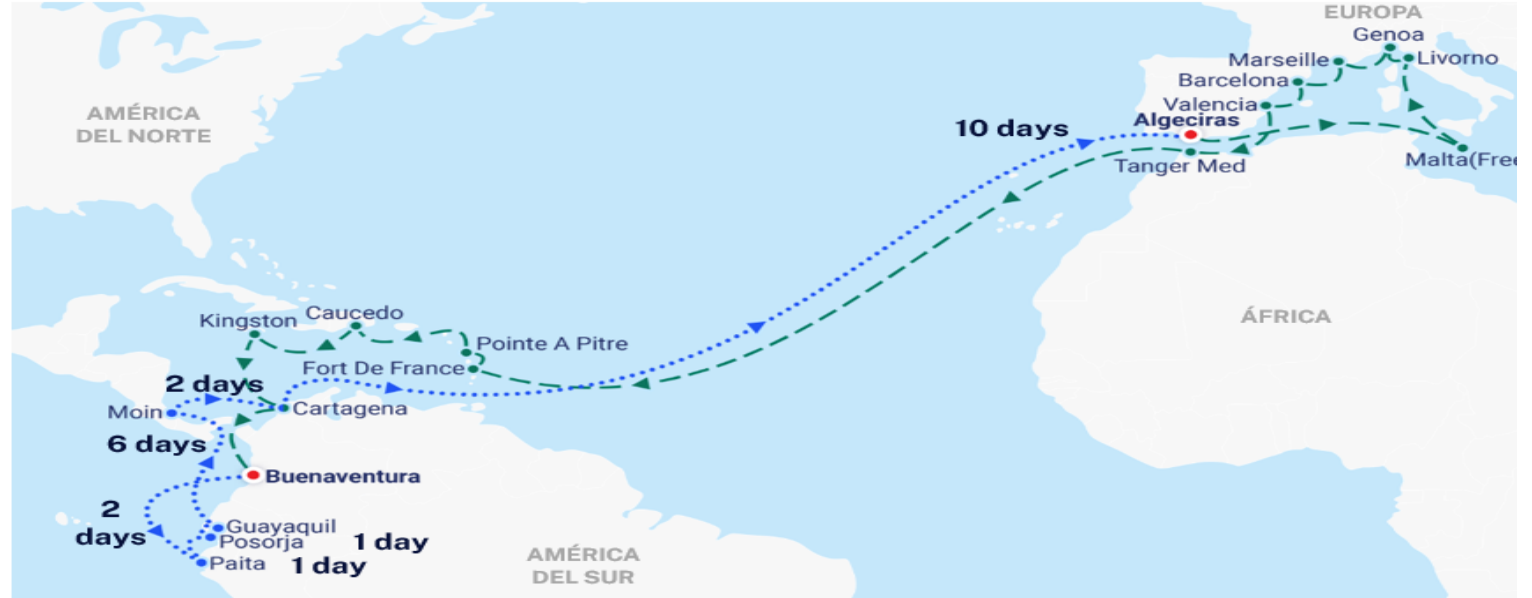 EUROPA
Genoa
Marseille
Livorno
Barcelona
Valencia
Algeciras
10 days
Tanger Med
Malta(Free
AMÉRICA
DEL NORTE
ÁFRICA
Caucedo
Kingston
Pointe A Pitre
Fort De France
2 days
Moin
Cartagena
6 days
Buenaventura
2
days
Guayaquil
Posorja
1 day
Paita
1 day
AMÉRICA
DEL SUR